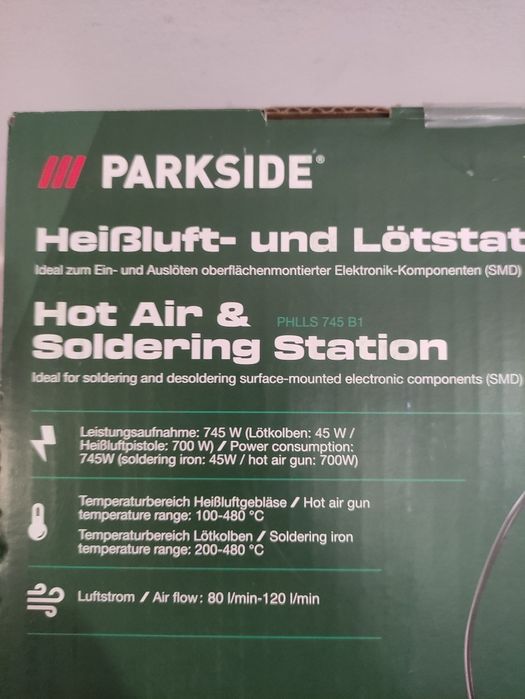 PARKSIDE®
Heißluft- und Lötstat
Ideal zum Ein- und Auslöten oberflächenmontierter Elektronik-Komponenten (SMD)
Hot Air & PHLLS 745 B1
Soldering Station
Ideal for soldering and desoldering surface-mounted electronic components (SMD)
Leistungsaufnahme: 745 W (Lötkolben: 45 W /
Heißluftpistole: 700 W) / Power consumption:
745W (soldering iron: 45W / hot air gun: 700W)
Temperaturbereich Heißluftgebläse / Hot air gun
temperature range: 100-480 °C
Temperaturbereich Lötkolben / Soldering iron
temperature range: 200-480 °C
Luftstrom / Air flow: 80 l/min-120 l/min